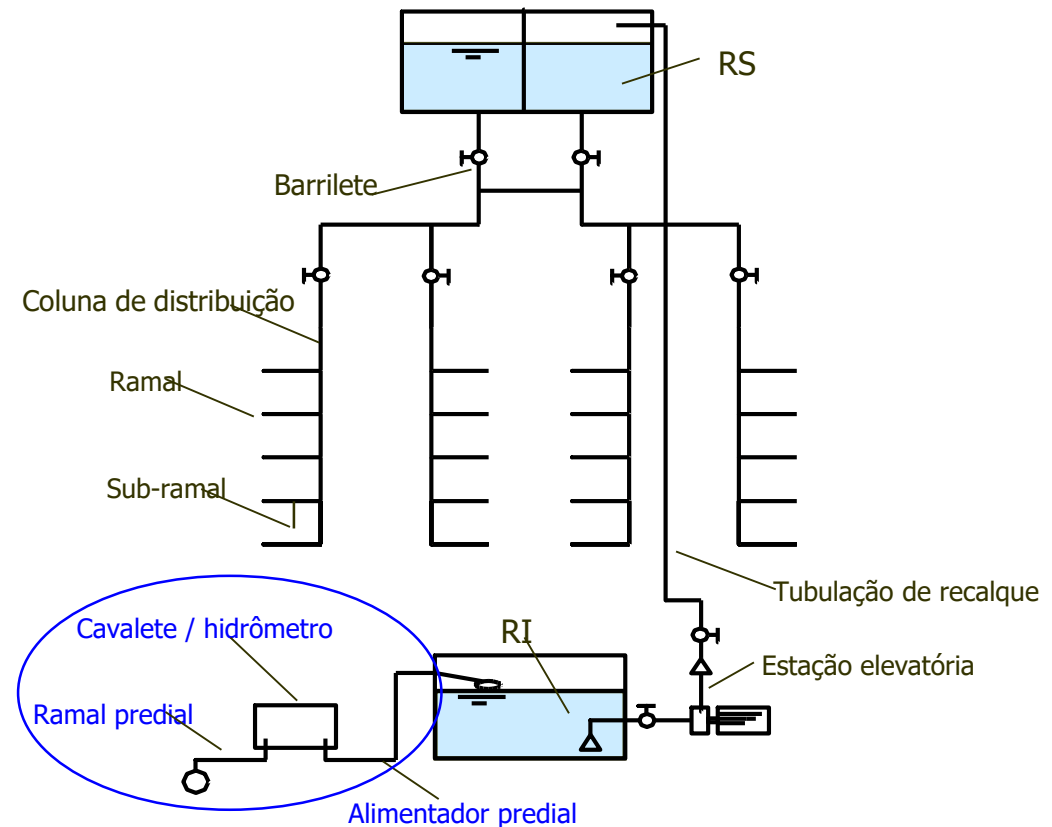 RS
Barrilete
Coluna de distribuição
Ramal
Sub-ramal
Tubulação de recalque
Cavalete / hidrômetro
RI
Estação elevatória
Ramal predial
Alimentador predial